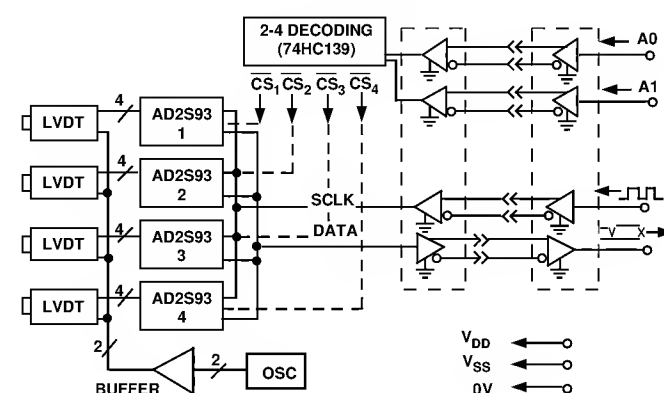 2-4 DECODING
(74HC139)
A0
CS1 CS2 CS3 CS4
A1
4
LVDT
AD2S93
1
4
LVDT
AD2S93
2
SCLK
4
LVDT
AD2S93
3
DATA
V X
4
LVDT
AD2S93
4
2
BUFFER
2
OSC
VDD
VSS
0V